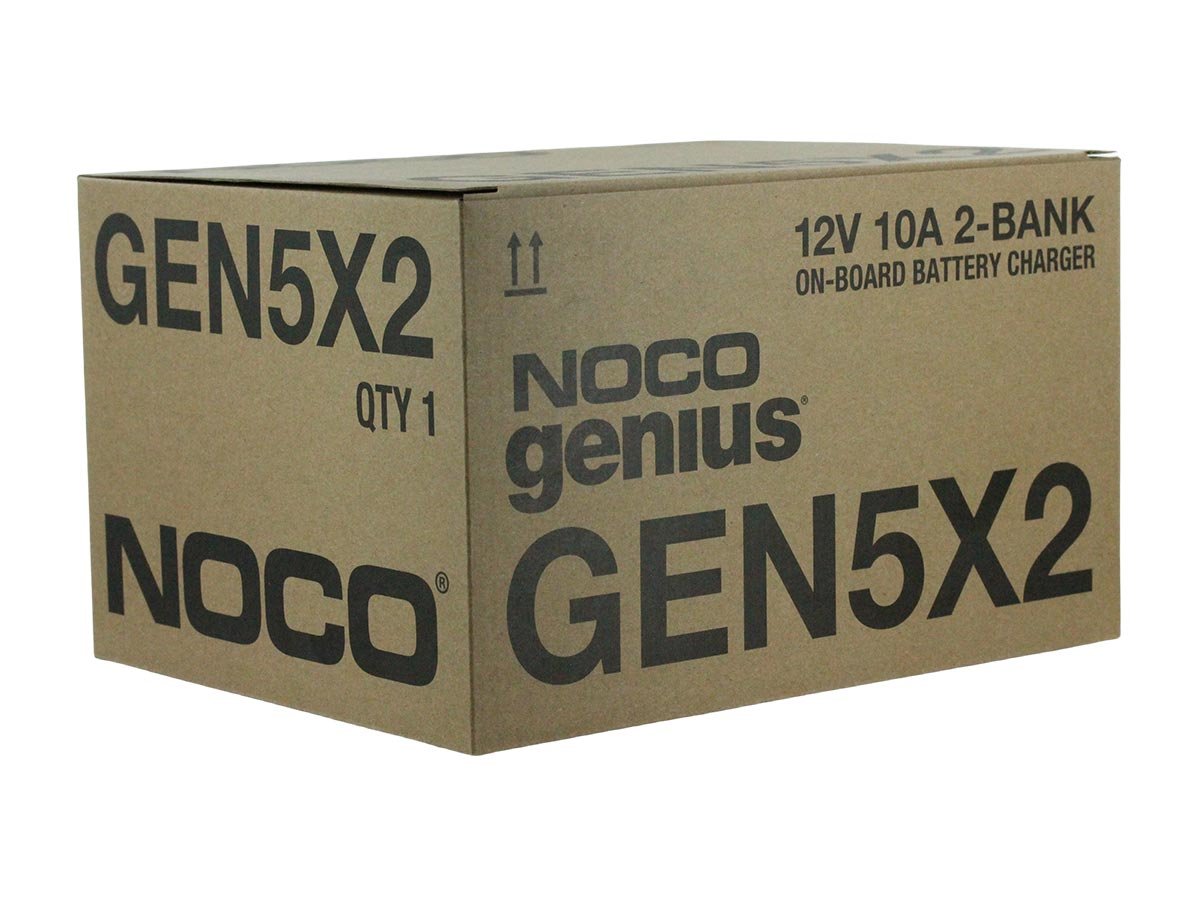 GEN5X2
QTY 1
NOCO®
12V 10A 2-BANK
ON-BOARD BATTERY CHARGER
NOCO
genius®
GEN5X2